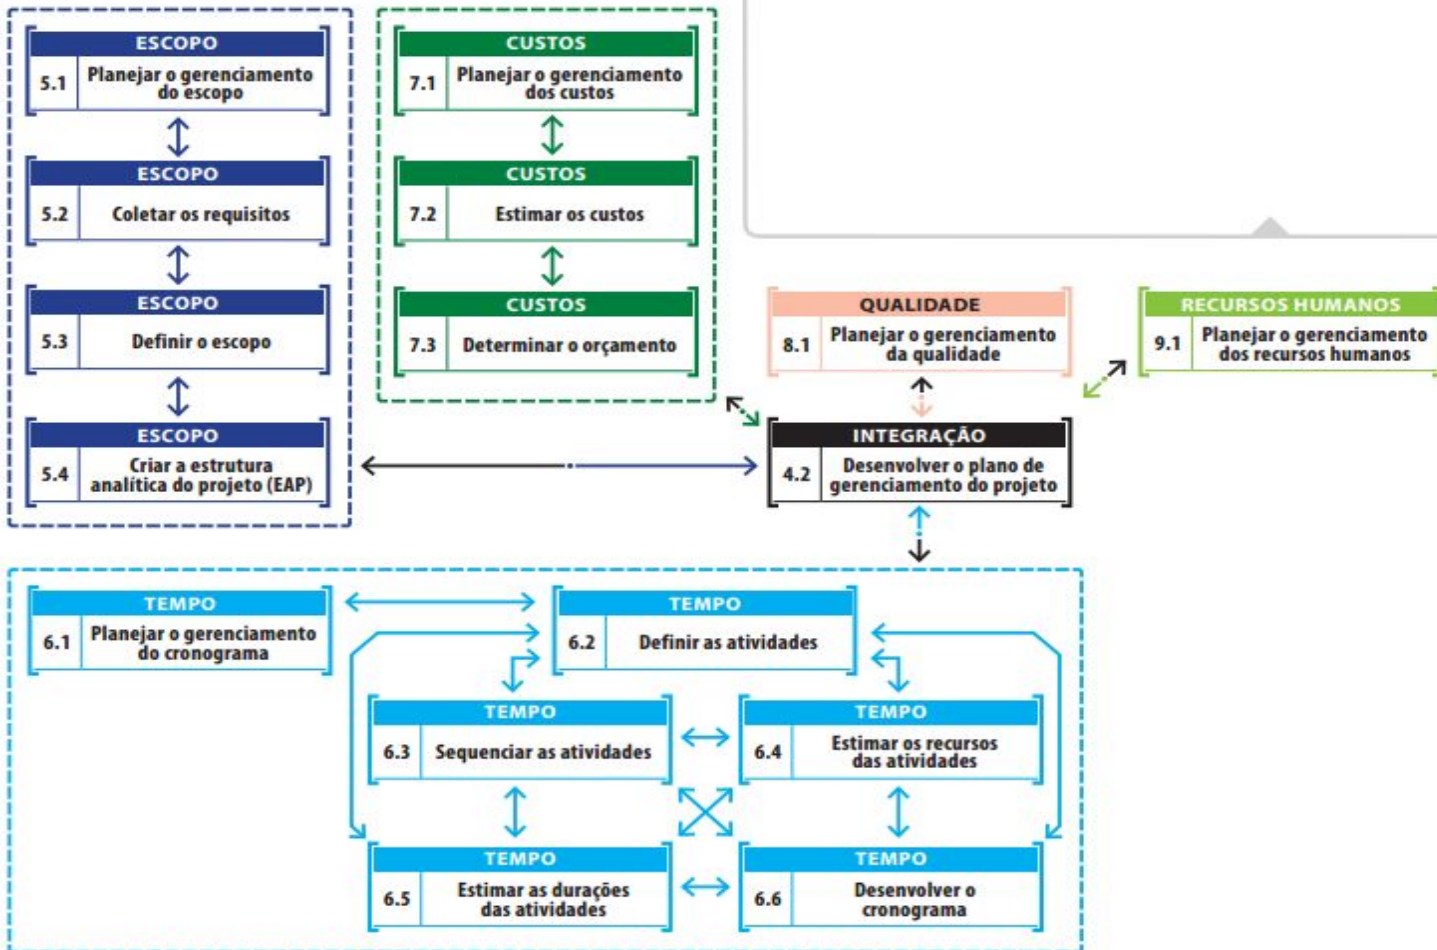 ESCOPO
5.1
Planejar o gerenciamento
do escopo
ESCOPO
5.2
Coletar os requisitos
ESCOPO
5.3
Definir o escopo
ESCOPO
5.4
Criar a estrutura
analítica do projeto (EAP)
CUSTOS
7.1
Planejar o gerenciamento
dos custos
CUSTOS
7.2
Estimar os custos
CUSTOS
7.3
Determinar o orçamento
QUALIDADE
8.1
Planejar o gerenciamento
da qualidade
RECURSOS HUMANOS
9.1
Planejar o gerenciamento
dos recursos humanos
INTEGRAÇÃO
4.2
Desenvolver o plano de
gerenciamento do projeto
TEMPO
6.1
Planejar o gerenciamento
do cronograma
TEMPO
6.2
Definir as atividades
TEMPO
6.3
Sequenciar as atividades
TEMPO
6.4
Estimar os recursos
das atividades
TEMPO
6.5
Estimar as durações
das atividades
TEMPO
6.6
Desenvolver o
cronograma